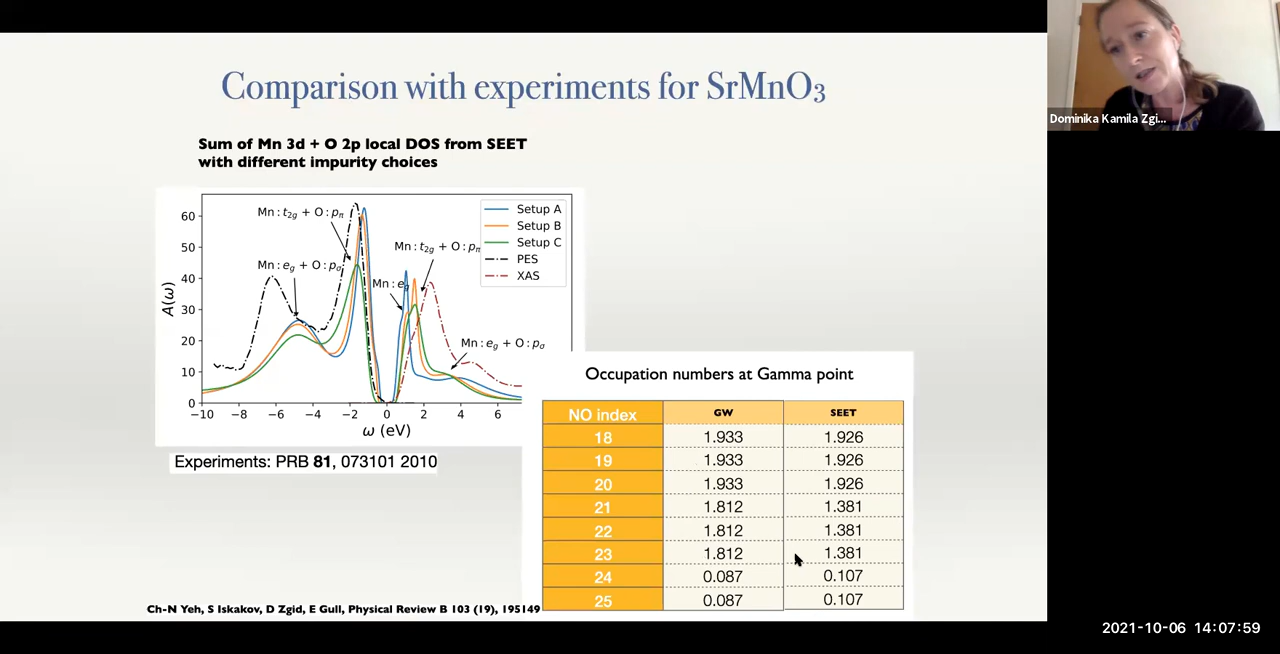 Comparison with experiments for SrMnO₃
Dominika Kamila Zgi...
Sum of Mn 3d + O 2p local DOS from SEET
with different impurity choices
Mn : t₂g + O : pπ
Mn : eg + O : pσ
Mn : t₂g + O : pπ
Mn : eg
Mn : eg + O : pσ
Setup A
Setup B
Setup C
PES
XAS
A(ω)
60
50
40
30
20
10
0
−10 −8 −6 −4 −2 0 2 4 6
ω (eV)
Experiments: PRB 81, 073101 2010
Occupation numbers at Gamma point
NO index GW SEET
18 1.933 1.926
19 1.933 1.926
20 1.933 1.926
21 1.812 1.381
22 1.812 1.381
23 1.812 1.381
24 0.087 0.107
25 0.087 0.107
Ch-N Yeh, S Iskakov, D Zgid, E Gull, Physical Review B 103 (19), 195149
2021-10-06 14:07:59